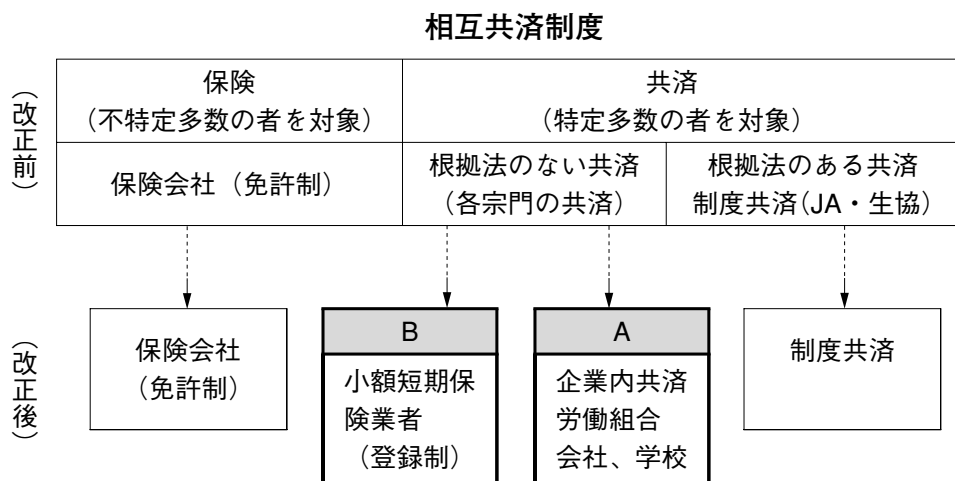 相互共済制度
（改正前）
保険
（不特定多数の者を対象）
共済
（特定多数の者を対象）
保険会社（免許制）
根拠法のない共済
（各宗門の共済）
根拠法のある共済
制度共済（JA・生協）
（改正後）
保険会社
（免許制）
B
小額短期保
険業者
（登録制）
A
企業内共済
労働組合
会社、学校
制度共済